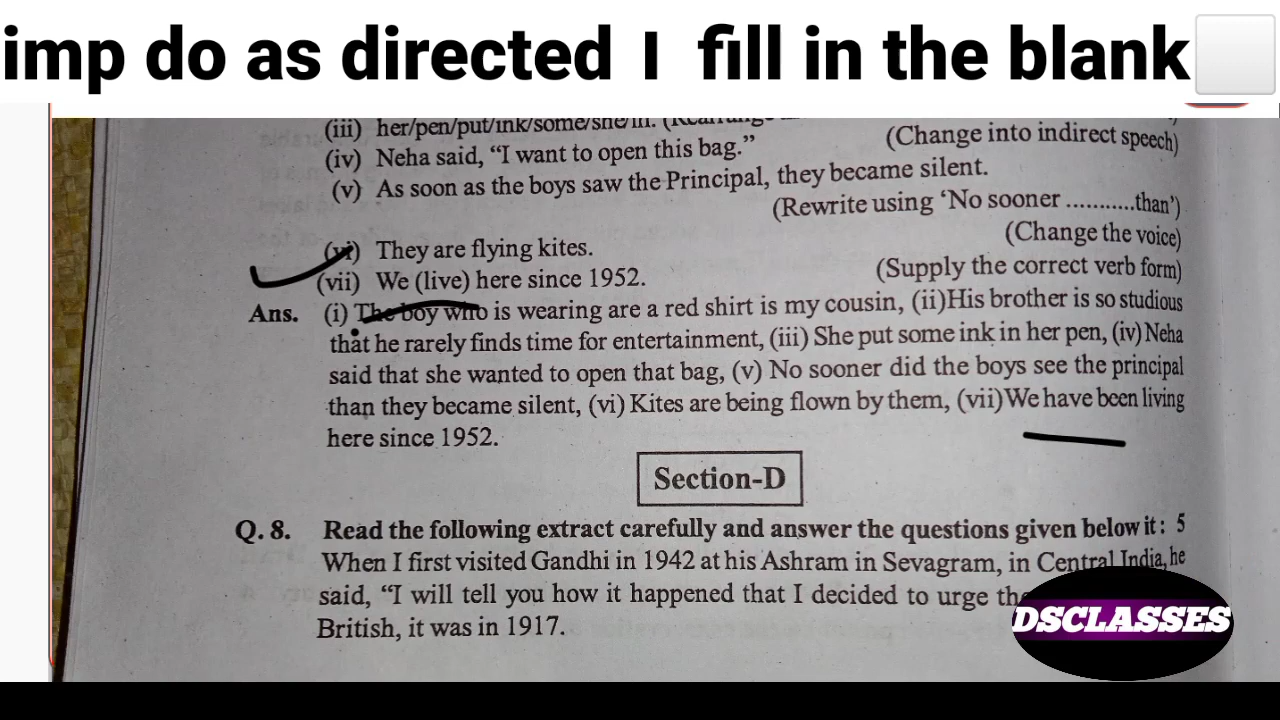 imp do as directed I fill in the blank
(iii) her/pen/put/ink/some/she/in.
(iv) Neha said, “I want to open this bag.” (Change into indirect speech)
(v) As soon as the boys saw the Principal, they became silent.
(Rewrite using ‘No sooner ...........than’)
(vi) They are flying kites. (Change the voice)
(vii) We (live) here since 1952. (Supply the correct verb form)
Ans. (i) The boy who is wearing are a red shirt is my cousin, (ii)His brother is so studious
that he rarely finds time for entertainment, (iii) She put some ink in her pen, (iv) Neha
said that she wanted to open that bag, (v) No sooner did the boys see the principal
than they became silent, (vi) Kites are being flown by them, (vii) We have been living
here since 1952.
Section-D
Q. 8. Read the following extract carefully and answer the questions given below it : 5
When I first visited Gandhi in 1942 at his Ashram in Sevagram, in Central India, he
said, “I will tell you how it happened that I decided to urge
British, it was in 1917.
DSCLASSES